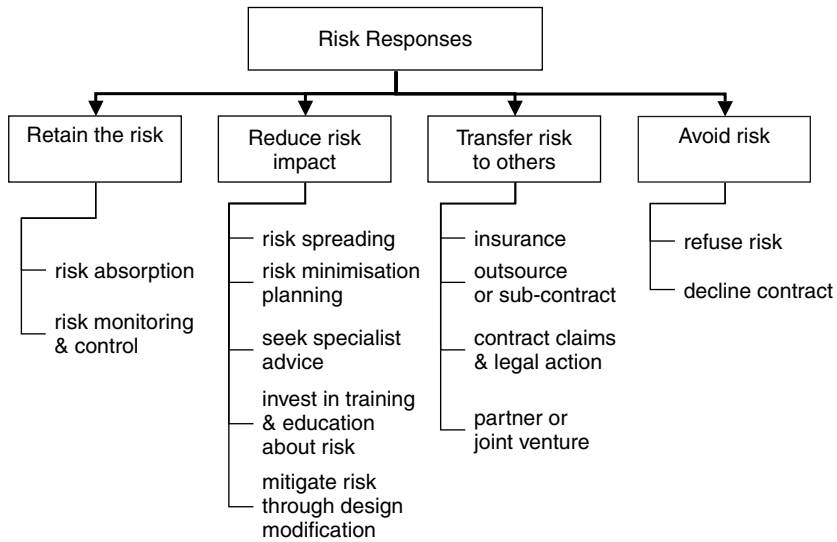 Risk Responses
Retain the risk
Reduce risk
impact
Transfer risk
to others
Avoid risk
risk absorption
risk monitoring
& control
risk spreading
risk minimisation
planning
seek specialist
advice
invest in training
& education
about risk
mitigate risk
through design
modification
insurance
outsource
or sub-contract
contract claims
& legal action
partner or
joint venture
refuse risk
decline contract